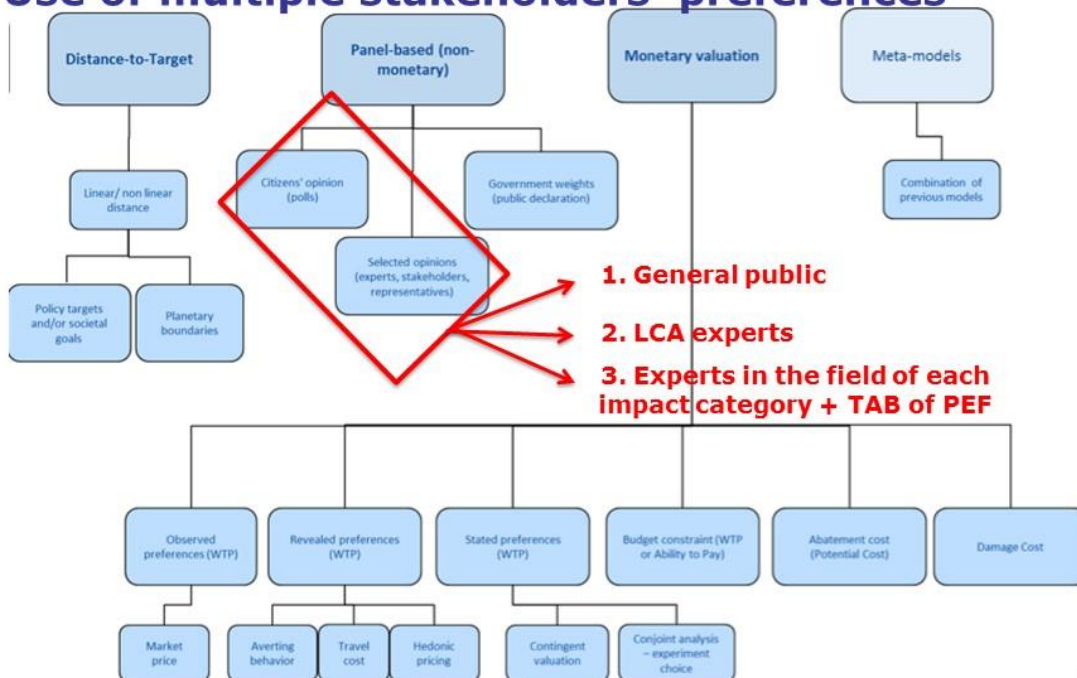 Use of multiple stakeholders' preferences
Distance-to-Target
Panel-based (non-
monetary)
Monetary valuation
Meta-models
Linear/ non linear
distance
Citizens' opinion
(polls)
Government weights
(public declaration)
Combination of
previous models
Selected opinions
(experts, stakeholders,
representatives)
Policy targets
and/or societal
goals
Planetary
boundaries
1. General public
2. LCA experts
3. Experts in the field of each
impact category + TAB of PEF
Observed
preferences (WTP)
Revealed preferences
(WTP)
Stated preferences
(WTP)
Budget constraint (WTP
or Ability to Pay)
Abatement cost
(Potential Cost)
Damage Cost
Market
price
Averting
behavior
Travel
cost
Hedonic
pricing
Contingent
valuation
Conjoint analysis
– experiment
choice